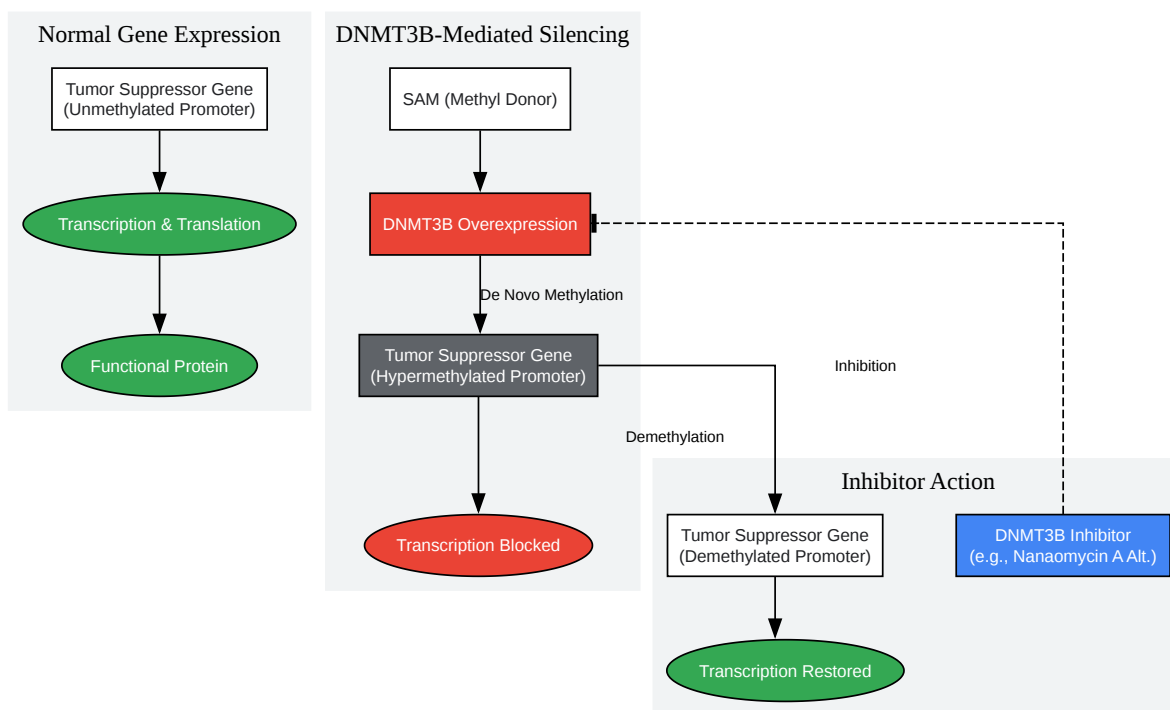 Normal Gene Expression
Tumor Suppressor Gene
(Unmethylated Promoter)
Transcription & Translation
Functional Protein
DNMT3B-Mediated Silencing
SAM (Methyl Donor)
DNMT3B Overexpression
De Novo Methylation
Tumor Suppressor Gene
(Hypermethylated Promoter)
Transcription Blocked
Demethylation
Inhibition
Inhibitor Action
Tumor Suppressor Gene
(Demethylated Promoter)
Transcription Restored
DNMT3B Inhibitor
(e.g., Nanaomycin A Alt.)